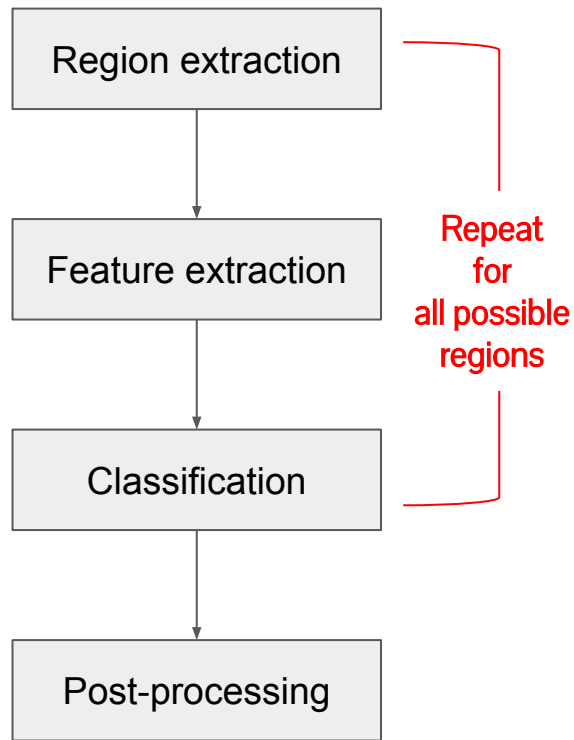 Region extraction
Feature extraction
Repeat
for
all possible
regions
Classification
Post-processing